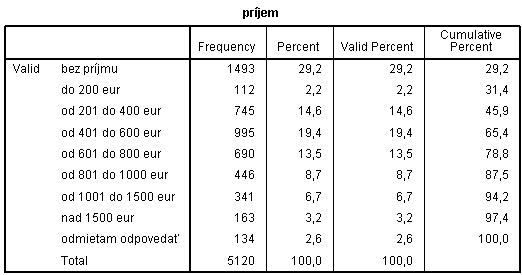 príjem
Frequency Percent Valid Percent Cumulative Percent
Valid bez príjmu 1493 29,2 29,2 29,2
do 200 eur 112 2,2 2,2 31,4
od 201 do 400 eur 745 14,6 14,6 45,9
od 401 do 600 eur 995 19,4 19,4 65,4
od 601 do 800 eur 690 13,5 13,5 78,8
od 801 do 1000 eur 446 8,7 8,7 87,5
od 1001 do 1500 eur 341 6,7 6,7 94,2
nad 1500 eur 163 3,2 3,2 97,4
odmietam odpovedať 134 2,6 2,6 100,0
Total 5120 100,0 100,0